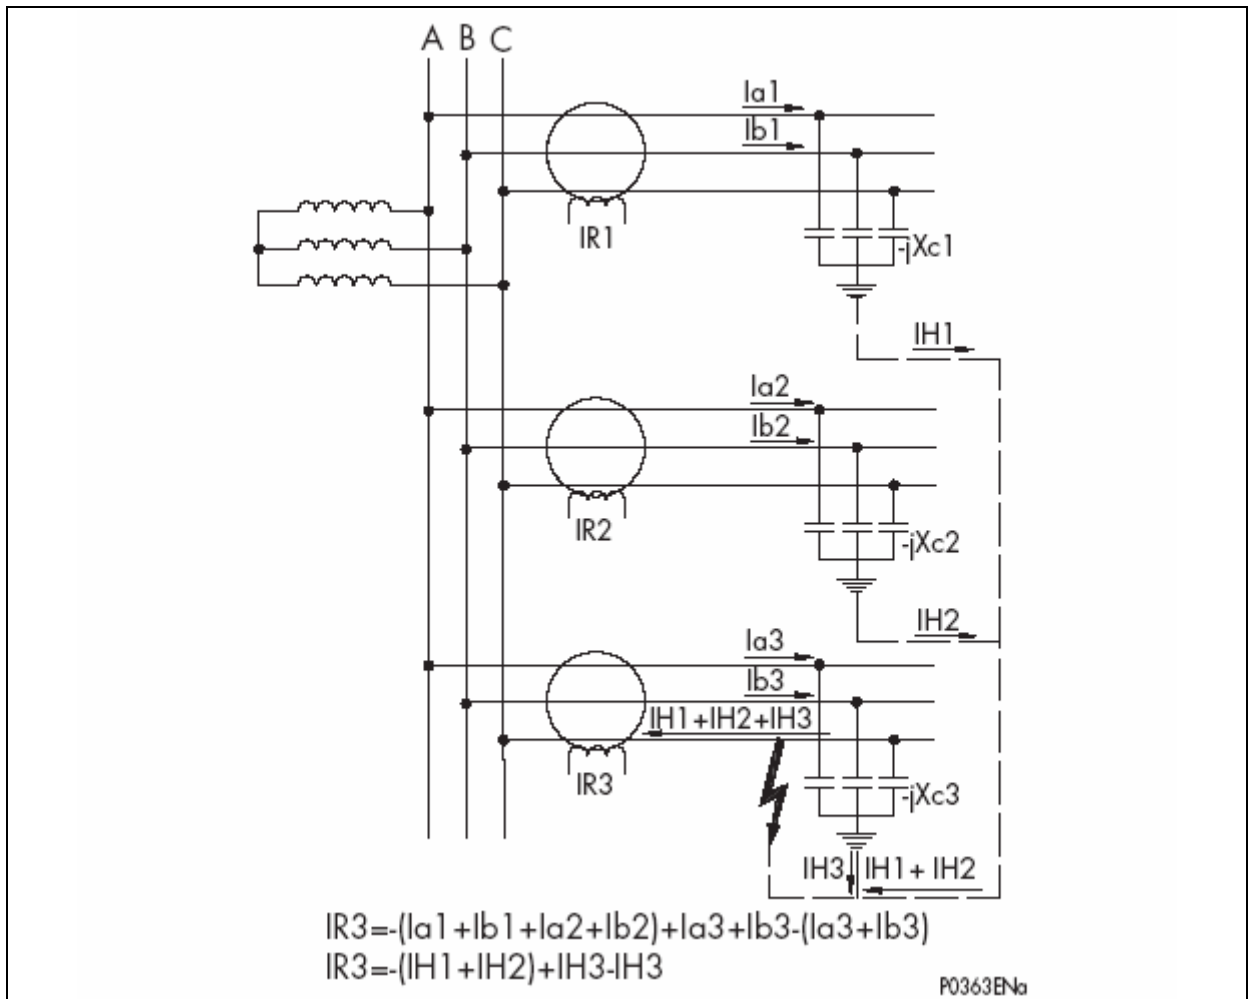 A B C
Ia1
Ib1
IR1
-jXc1
IH1
Ia2
Ib2
IR2
-jXc2
IH2
Ia3
Ib3
IH1+IH2+IH3
IR3
-jXc3
IH3
IH1+ IH2
IR3=-(Ia1+Ib1+Ia2+Ib2)+Ia3+Ib3-(Ia3+Ib3)
IR3=-(IH1+IH2)+IH3-IH3
P0363ENa